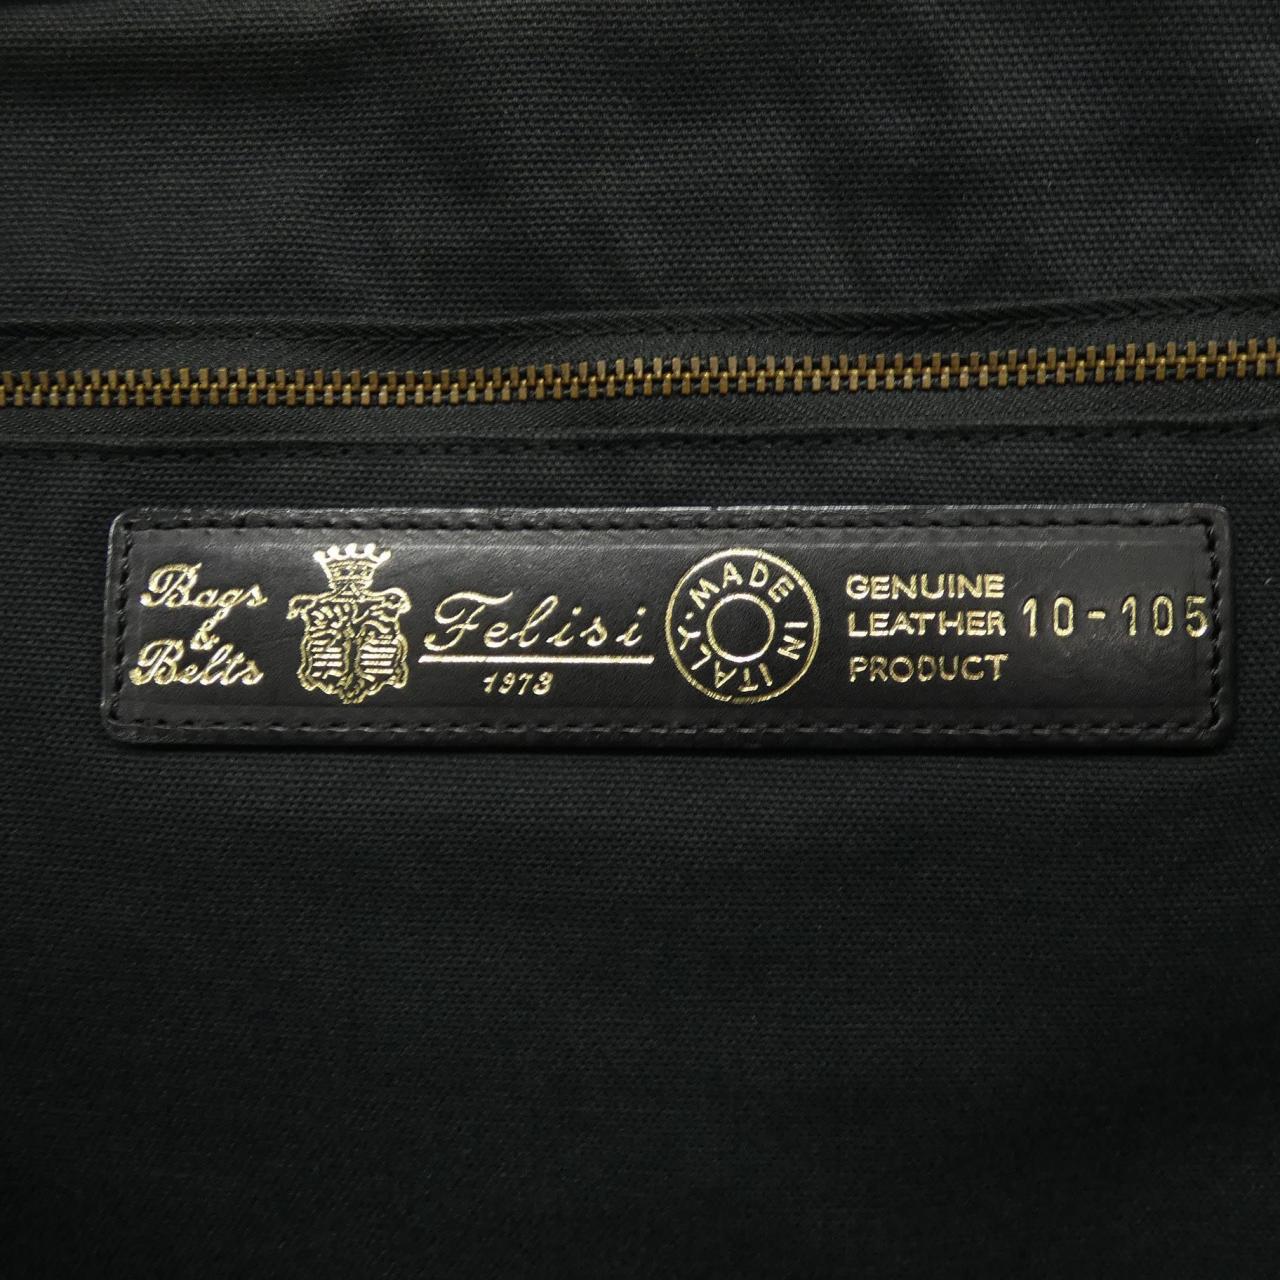 Bags
&
Belts
Felisi
1973
MADE IN ITALY
GENUINE
LEATHER
PRODUCT
10-105